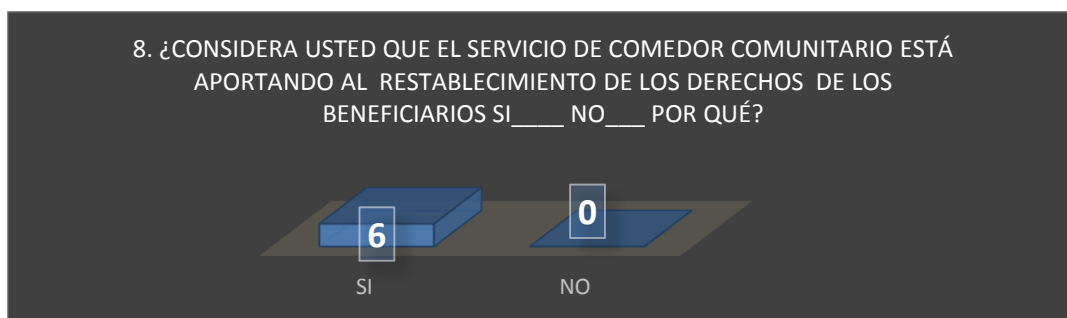 8. ¿CONSIDERA USTED QUE EL SERVICIO DE COMEDOR COMUNITARIO ESTÁ
APORTANDO AL  RESTABLECIMIENTO DE LOS DERECHOS  DE LOS
BENEFICIARIOS SI____ NO___ POR QUÉ?
6
0
SI
NO